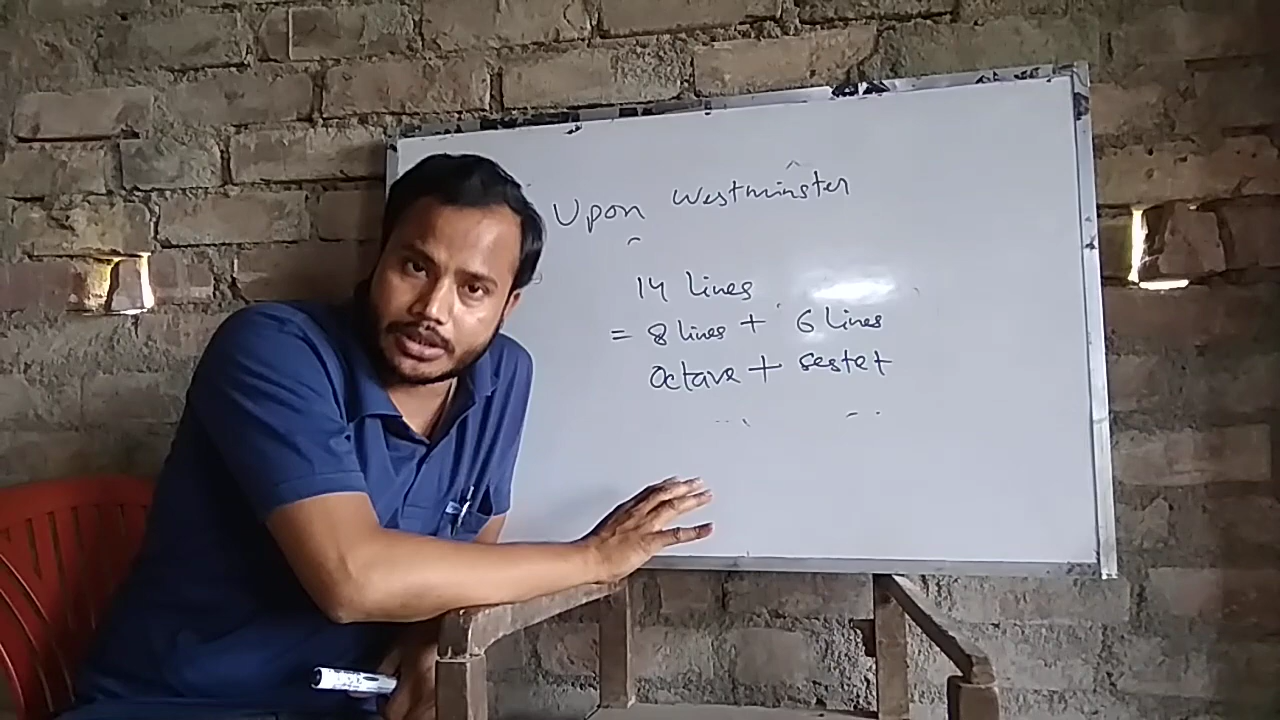 Upon Westminster
14 lines
= 8 lines + 6 lines
Octave + sestet